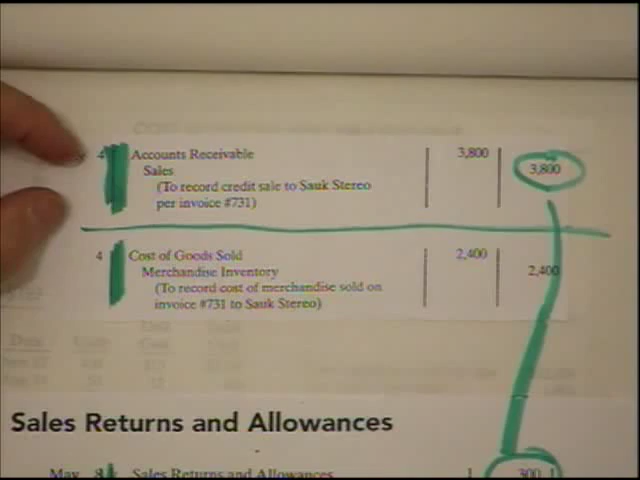 4 Accounts Receivable 3,800
Sales 3,800
(To record credit sale to Sauk Stereo
per invoice #731)
4 Cost of Goods Sold 2,400
Merchandise Inventory 2,400
(To record cost of merchandise sold on
invoice #731 to Sauk Stereo)
Sales Returns and Allowances
May 8 Sales Returns and Allowances 300